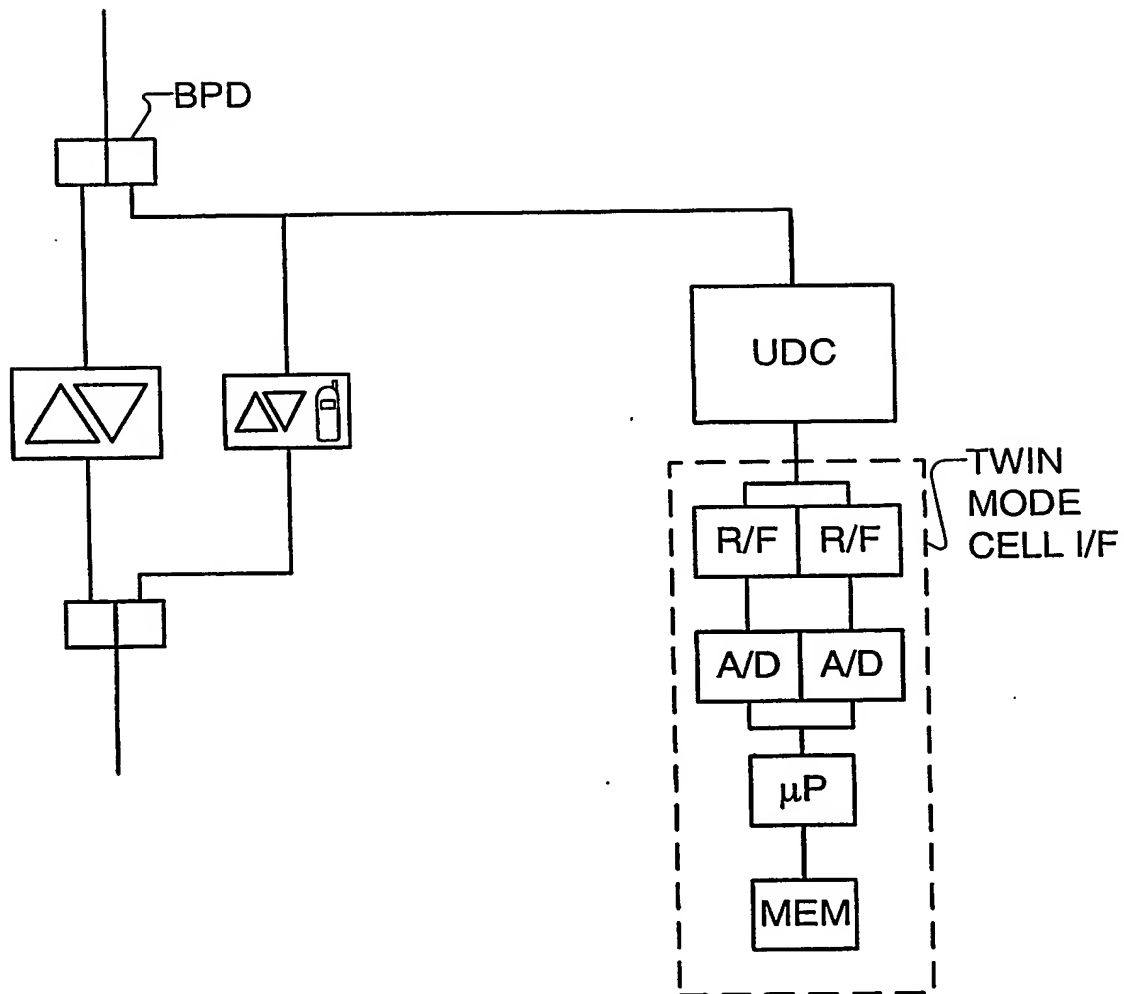 BPD
UDC
TWIN
MODE
CELL I/F
R/F R/F
A/D A/D
μP
MEM